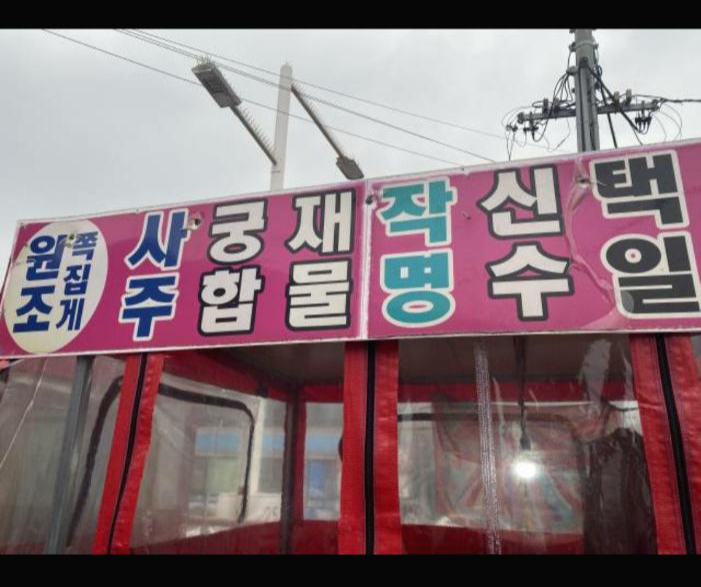 원조 족집게
사주 궁합 재물 작명 신수 택일